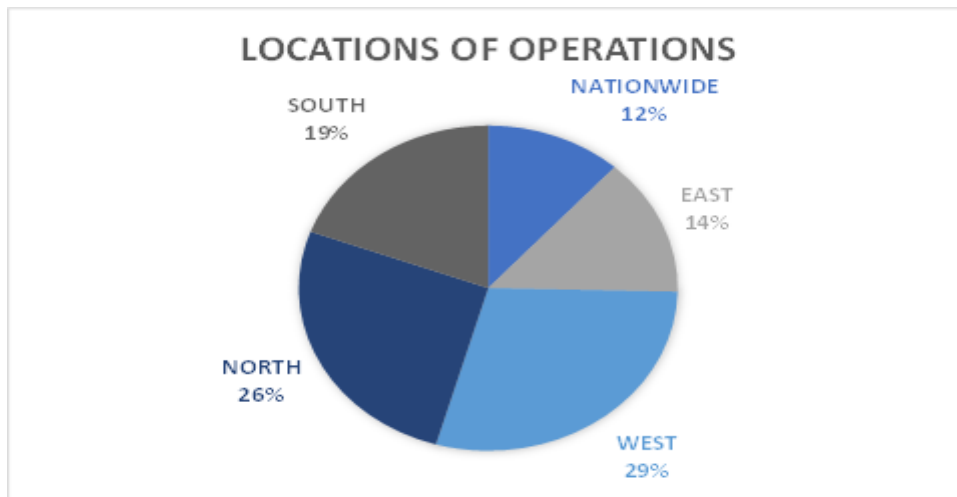 LOCATIONS OF OPERATIONS
NATIONWIDE
12%
EAST
14%
WEST
29%
NORTH
26%
SOUTH
19%